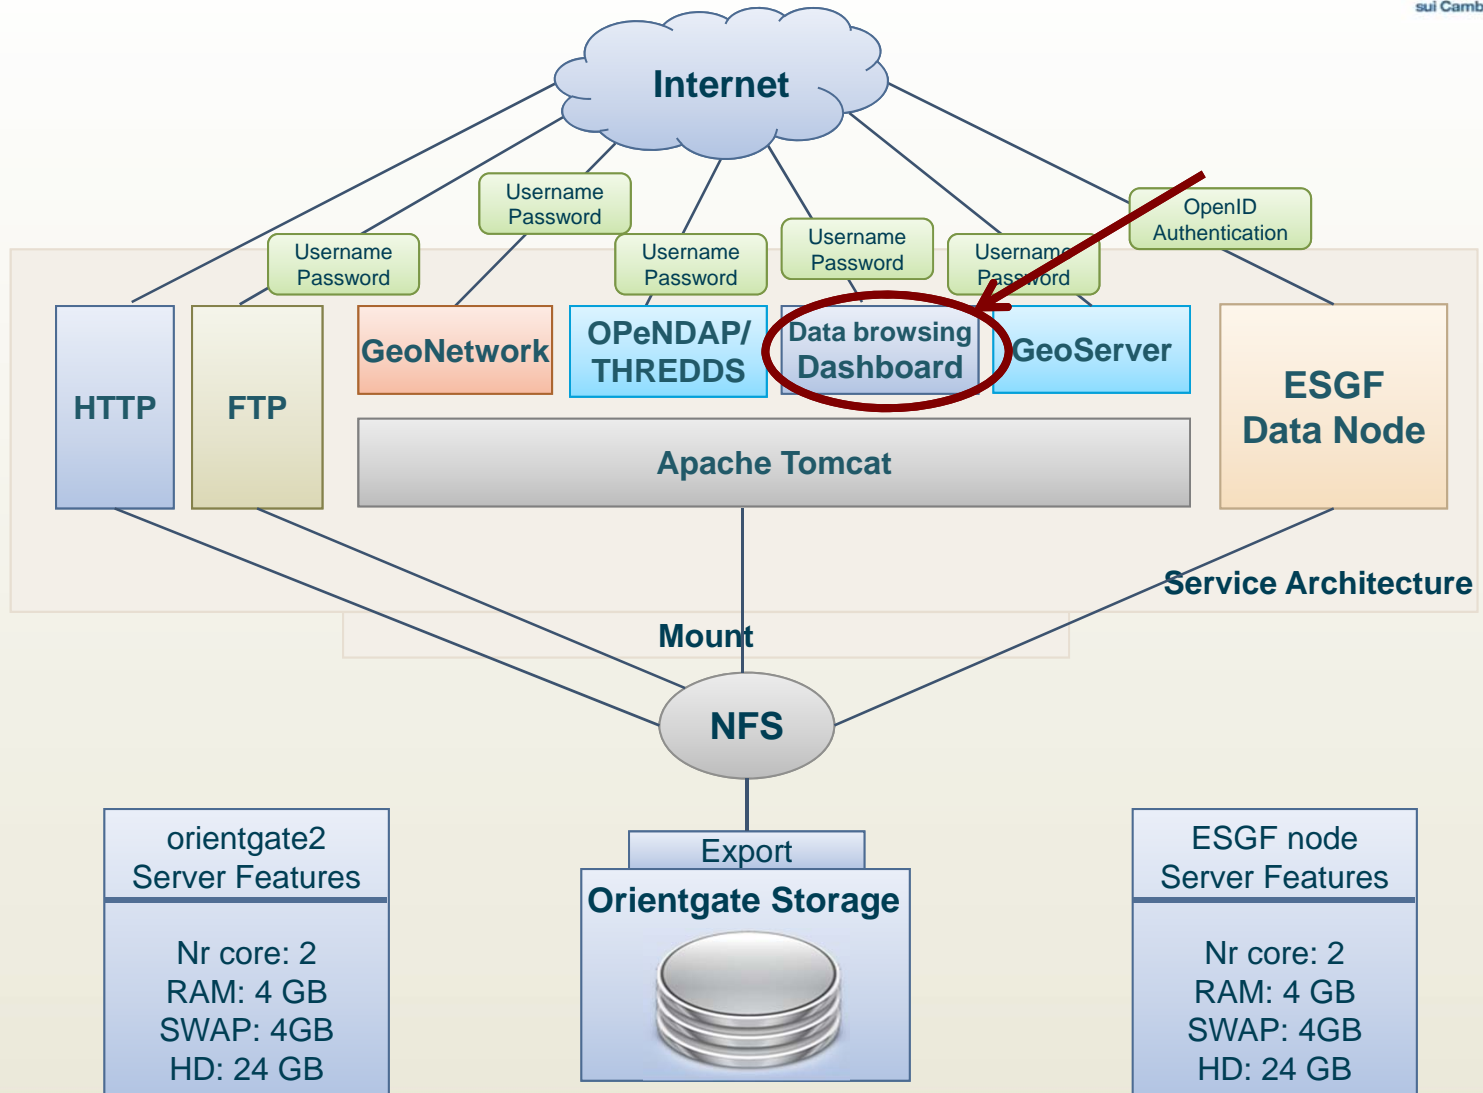 sui Camb
Internet
Username
Password
Username
Password
Username
Password
Username
Password
Username
Password
OpenID
Authentication
HTTP
FTP
GeoNetwork
OPeNDAP/
THREDDS
Data browsing
Dashboard
GeoServer
ESGF
Data Node
Apache Tomcat
Service Architecture
Mount
NFS
orientgate2
Server Features
Nr core: 2
RAM: 4 GB
SWAP: 4GB
HD: 24 GB
Export
Orientgate Storage
ESGF node
Server Features
Nr core: 2
RAM: 4 GB
SWAP: 4GB
HD: 24 GB